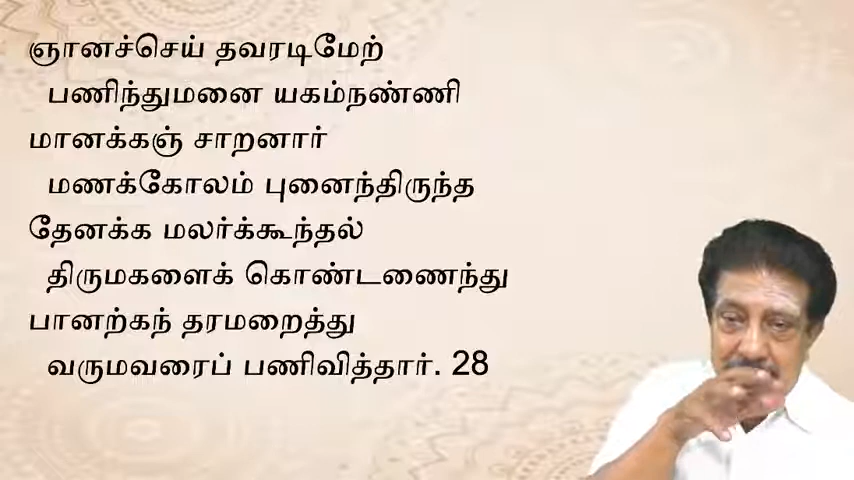 ஞானச்செய் தவரடிமேற்
பணிந்துமனை யகம்நண்ணி
மானக்கஞ் சாறனார்
மணக்கோலம் புனைந்திருந்த
தேனக்க மலர்க்கூந்தல்
திருமகளைக் கொண்டணைந்து
பானற்கந் தரமறைத்து
வருமவரைப் பணிவித்தார். 28